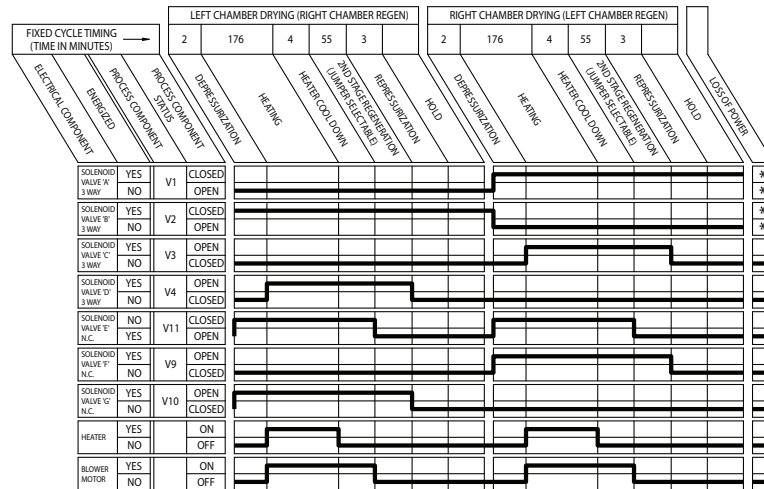 LEFT CHAMBER DRYING (RIGHT CHAMBER REGEN)
RIGHT CHAMBER DRYING (LEFT CHAMBER REGEN)
FIXED CYCLE TIMING
(TIME IN MINUTES)
2 176 4 55 3
2 176 4 55 3
ELECTRICAL COMPONENT
ENERGIZED
PROCESS COMPONENT
PROCESS COMPONENT
STATUS
DEPRESSURIZATION
HEATING
HEATER COOL DOWN
2ND STAGE REGENERATION
(JUMPER SELECTABLE)
REPRESSURIZATION
HOLD
DEPRESSURIZATION
HEATING
HEATER COOL DOWN
2ND STAGE REGENERATION
(JUMPER SELECTABLE)
REPRESSURIZATION
HOLD
LOSS OF POWER
SOLENOID
VALVE 'A'
3 WAY
YES
NO
V1
CLOSED
OPEN
*
*
SOLENOID
VALVE 'B'
3 WAY
YES
NO
V2
CLOSED
OPEN
*
*
SOLENOID
VALVE 'C'
3 WAY
YES
NO
V3
OPEN
CLOSED
SOLENOID
VALVE 'D'
3 WAY
YES
NO
V4
OPEN
CLOSED
SOLENOID
VALVE 'E'
N.C.
NO
YES
V11
CLOSED
OPEN
SOLENOID
VALVE 'F'
N.C.
YES
NO
V9
OPEN
CLOSED
SOLENOID
VALVE 'G'
N.C.
YES
NO
V10
OPEN
CLOSED
HEATER
YES
NO
ON
OFF
BLOWER
MOTOR
YES
NO
ON
OFF